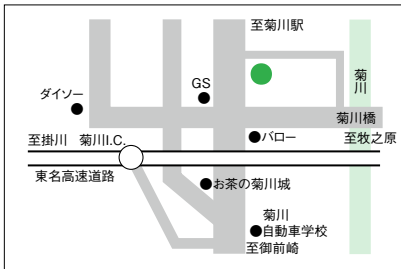 至菊川駅
菊川
GS
ダイソー
菊川橋
バロー
至牧之原
至掛川 菊川I.C.
東名高速道路
お茶の菊川城
菊川
自動車学校
至御前崎